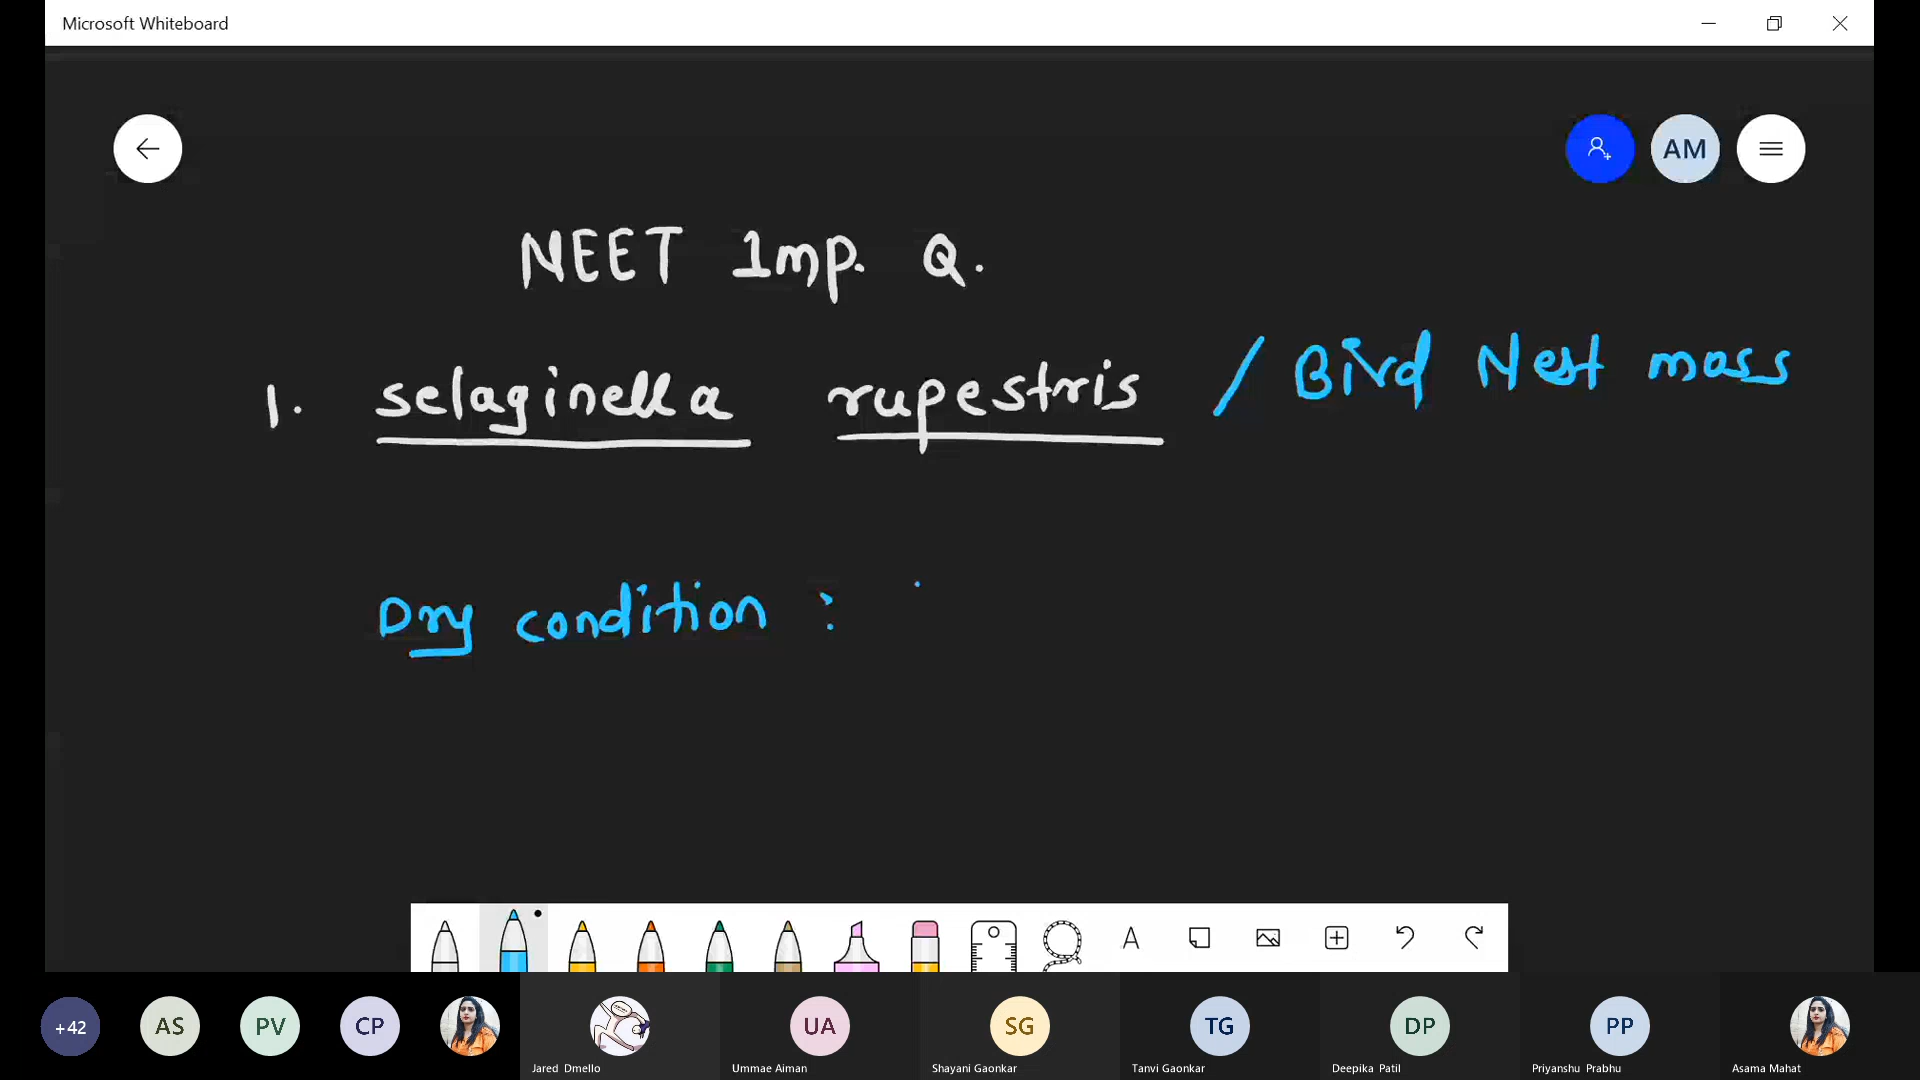 Microsoft Whiteboard
AM
NEET Imp. Q.
1. selaginella rupestris / Bird Nest moss
Dry condition :
A
+42 AS PV CP UA SG TG DP PP
Jared Dmello Ummae Aiman Shayani Gaonkar Tanvi Gaonkar Deepika Patil Priyanshu Prabhu Asama Mahat